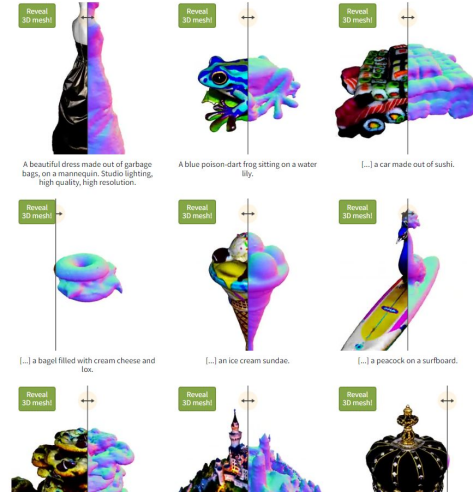 Reveal
3D mesh!
Reveal
3D mesh!
Reveal
3D mesh!
A beautiful dress made out of garbage
bags, on a mannequin. Studio lighting,
high quality, high resolution.
A blue poison-dart frog sitting on a water
lily.
[...] a car made out of sushi.
Reveal
3D mesh!
Reveal
3D mesh!
Reveal
3D mesh!
[...] a bagel filled with cream cheese and
lox.
[...] an ice cream sundae.
[...] a peacock on a surfboard.
Reveal
3D mesh!
Reveal
3D mesh!
Reveal
3D mesh!